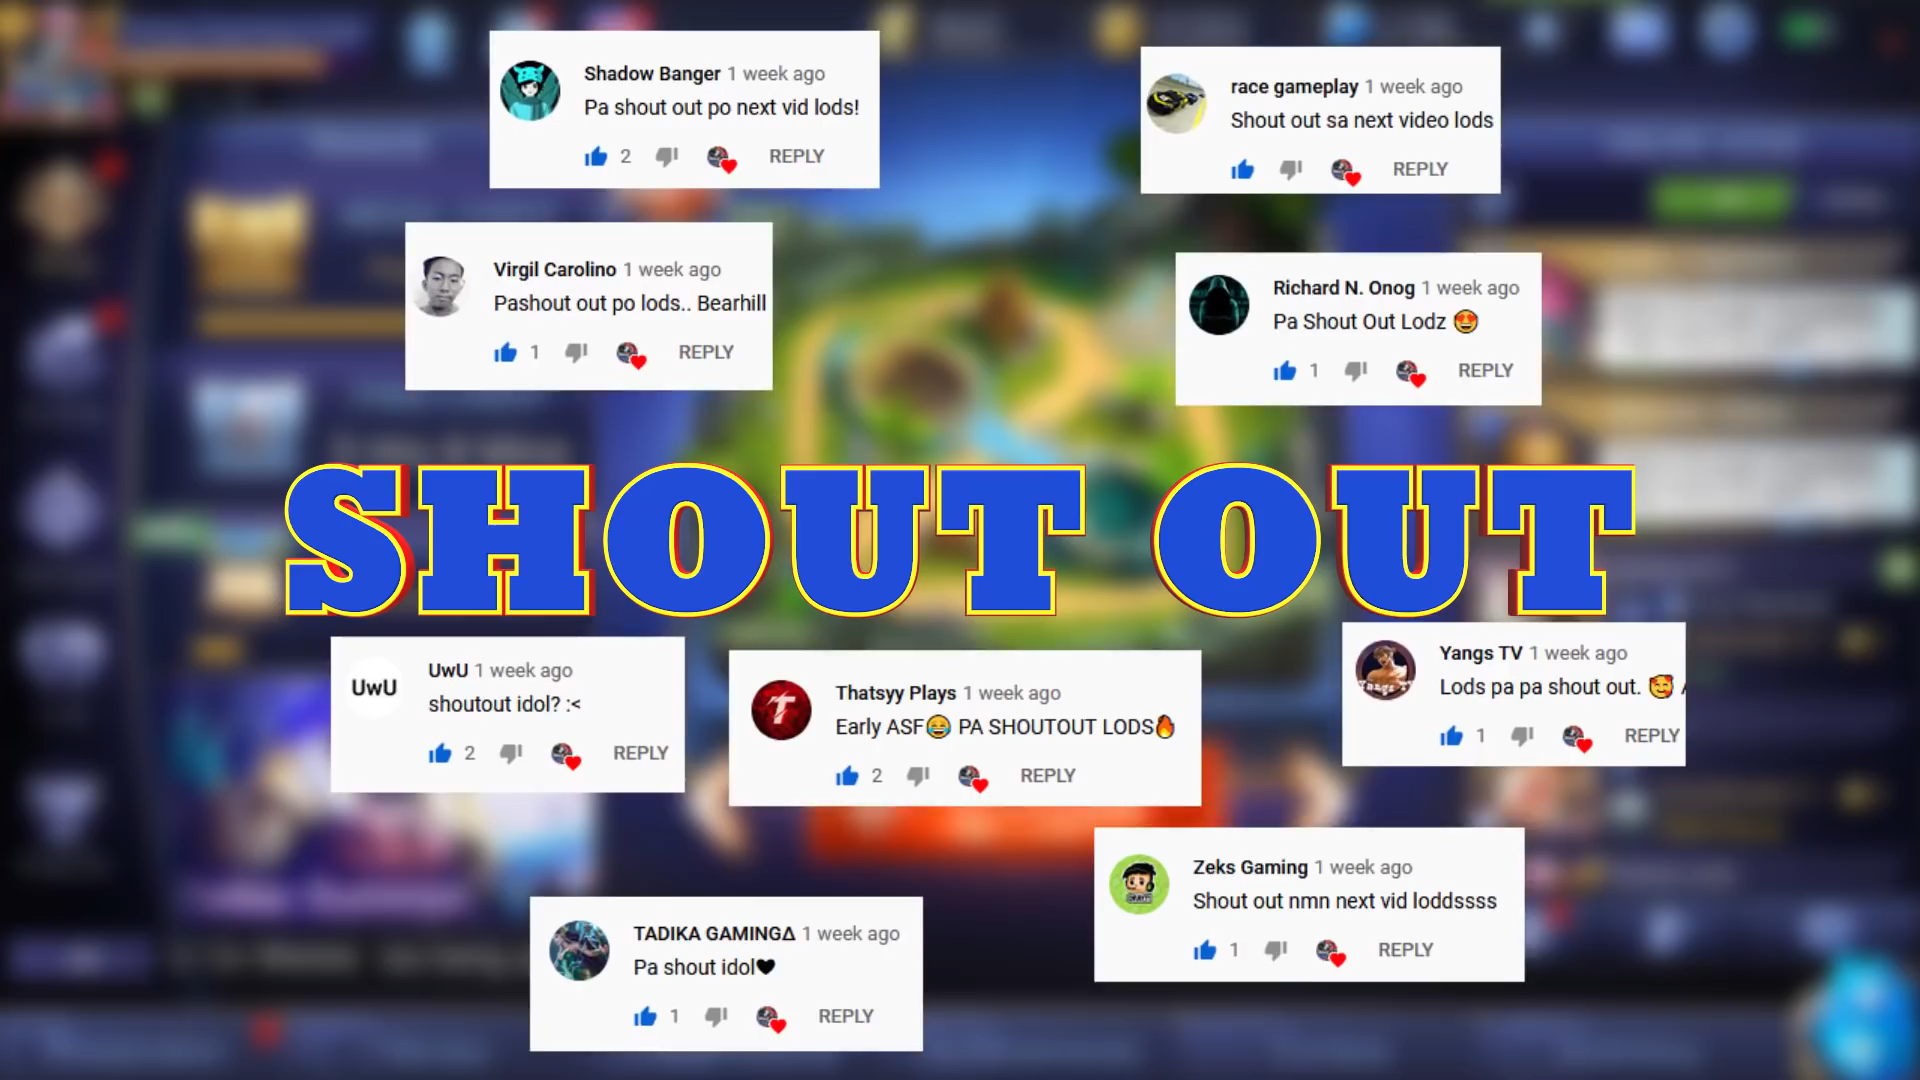 Shadow Banger 1 week ago
Pa shout out po next vid lods!
2 REPLY
race gameplay 1 week ago
Shout out sa next video lods
REPLY
Virgil Carolino 1 week ago
Pashout out po lods.. Bearhill
1 REPLY
Richard N. Onog 1 week ago
Pa Shout Out Lodz 😍
1 REPLY
SHOUT OUT
UwU
UwU 1 week ago
shoutout idol? :<
2 REPLY
Thatsyy Plays 1 week ago
Early ASF😂 PA SHOUTOUT LODS🔥
2 REPLY
Yangs TV 1 week ago
Lods pa pa shout out. 🥰
1 REPLY
Zeks Gaming 1 week ago
Shout out nmn next vid loddssss
1 REPLY
TADIKA GAMING∆ 1 week ago
Pa shout idol🖤
1 REPLY